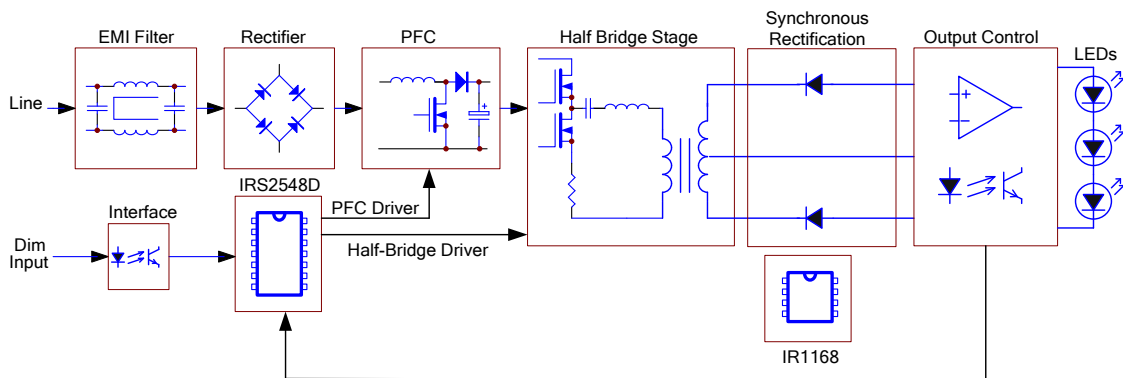 EMI Filter
Rectifier
PFC
Half Bridge Stage
Synchronous
Rectification
Output Control
LEDs
Line
IRS2548D
PFC Driver
Interface
Half-Bridge Driver
Dim
Input
IR1168